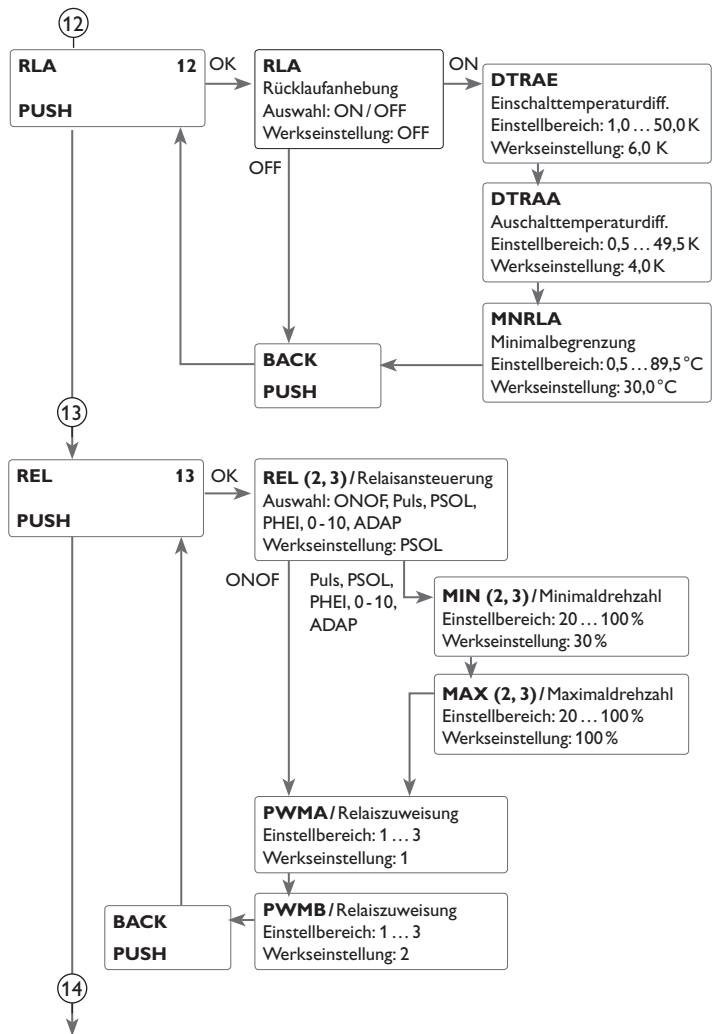 12
RLA 12
PUSH
OK
RLA
Rücklaufanhebung
Auswahl: ON / OFF
Werkseinstellung: OFF
ON
DTRAE
Einschalttemperaturdiff.
Einstellbereich: 1,0 … 50,0 K
Werkseinstellung: 6,0 K
OFF
DTRAA
Auschalttemperaturdiff.
Einstellbereich: 0,5 … 49,5 K
Werkseinstellung: 4,0 K
MNRLA
Minimalbegrenzung
Einstellbereich: 0,5 … 89,5 °C
Werkseinstellung: 30,0 °C
BACK
PUSH
13
REL 13
PUSH
OK
REL (2, 3) / Relaisansteuerung
Auswahl: ONOF, Puls, PSOL,
PHEI, 0 - 10, ADAP
Werkseinstellung: PSOL
ONOF
Puls, PSOL,
PHEI, 0 - 10,
ADAP
MIN (2, 3) / Minimaldrehzahl
Einstellbereich: 20 … 100 %
Werkseinstellung: 30 %
MAX (2, 3) / Maximaldrehzahl
Einstellbereich: 20 … 100 %
Werkseinstellung: 100 %
PWMA / Relaiszuweisung
Einstellbereich: 1 … 3
Werkseinstellung: 1
PWMB / Relaiszuweisung
Einstellbereich: 1 … 3
Werkseinstellung: 2
BACK
PUSH
14